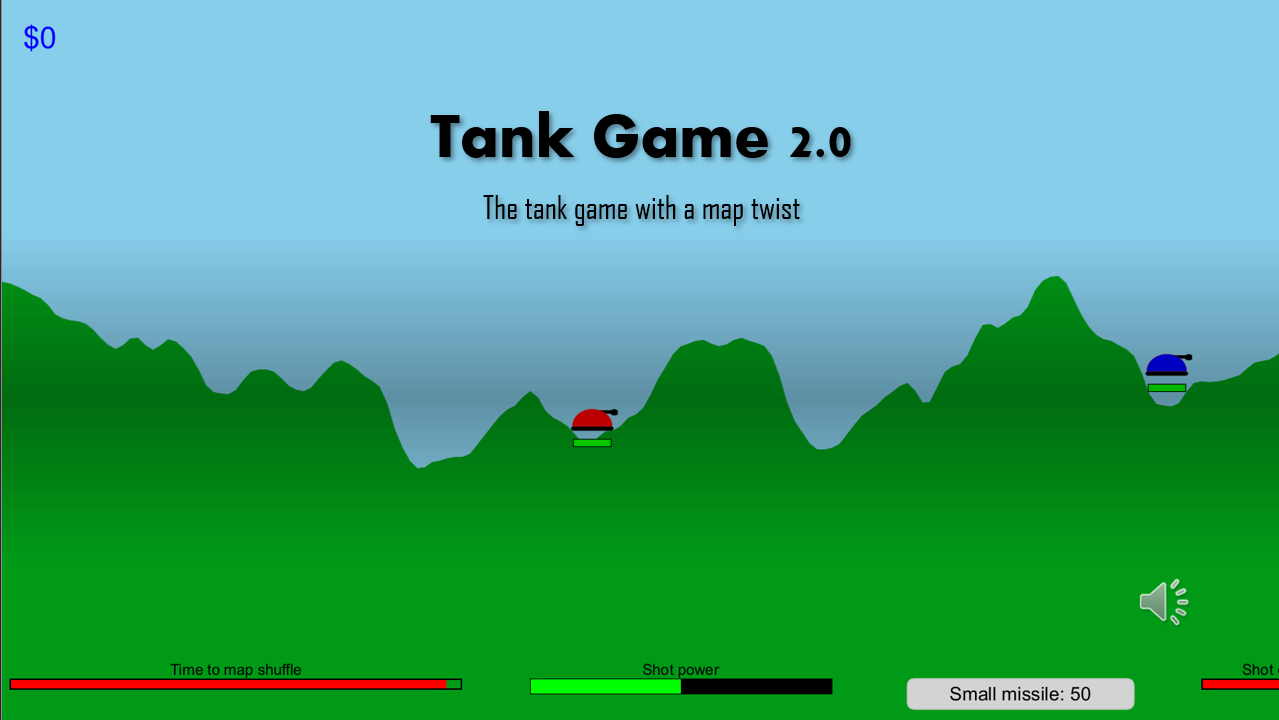 $0
Tank Game 2.0
The tank game with a map twist
Time to map shuffle
Shot power
Small missile: 50
Shot